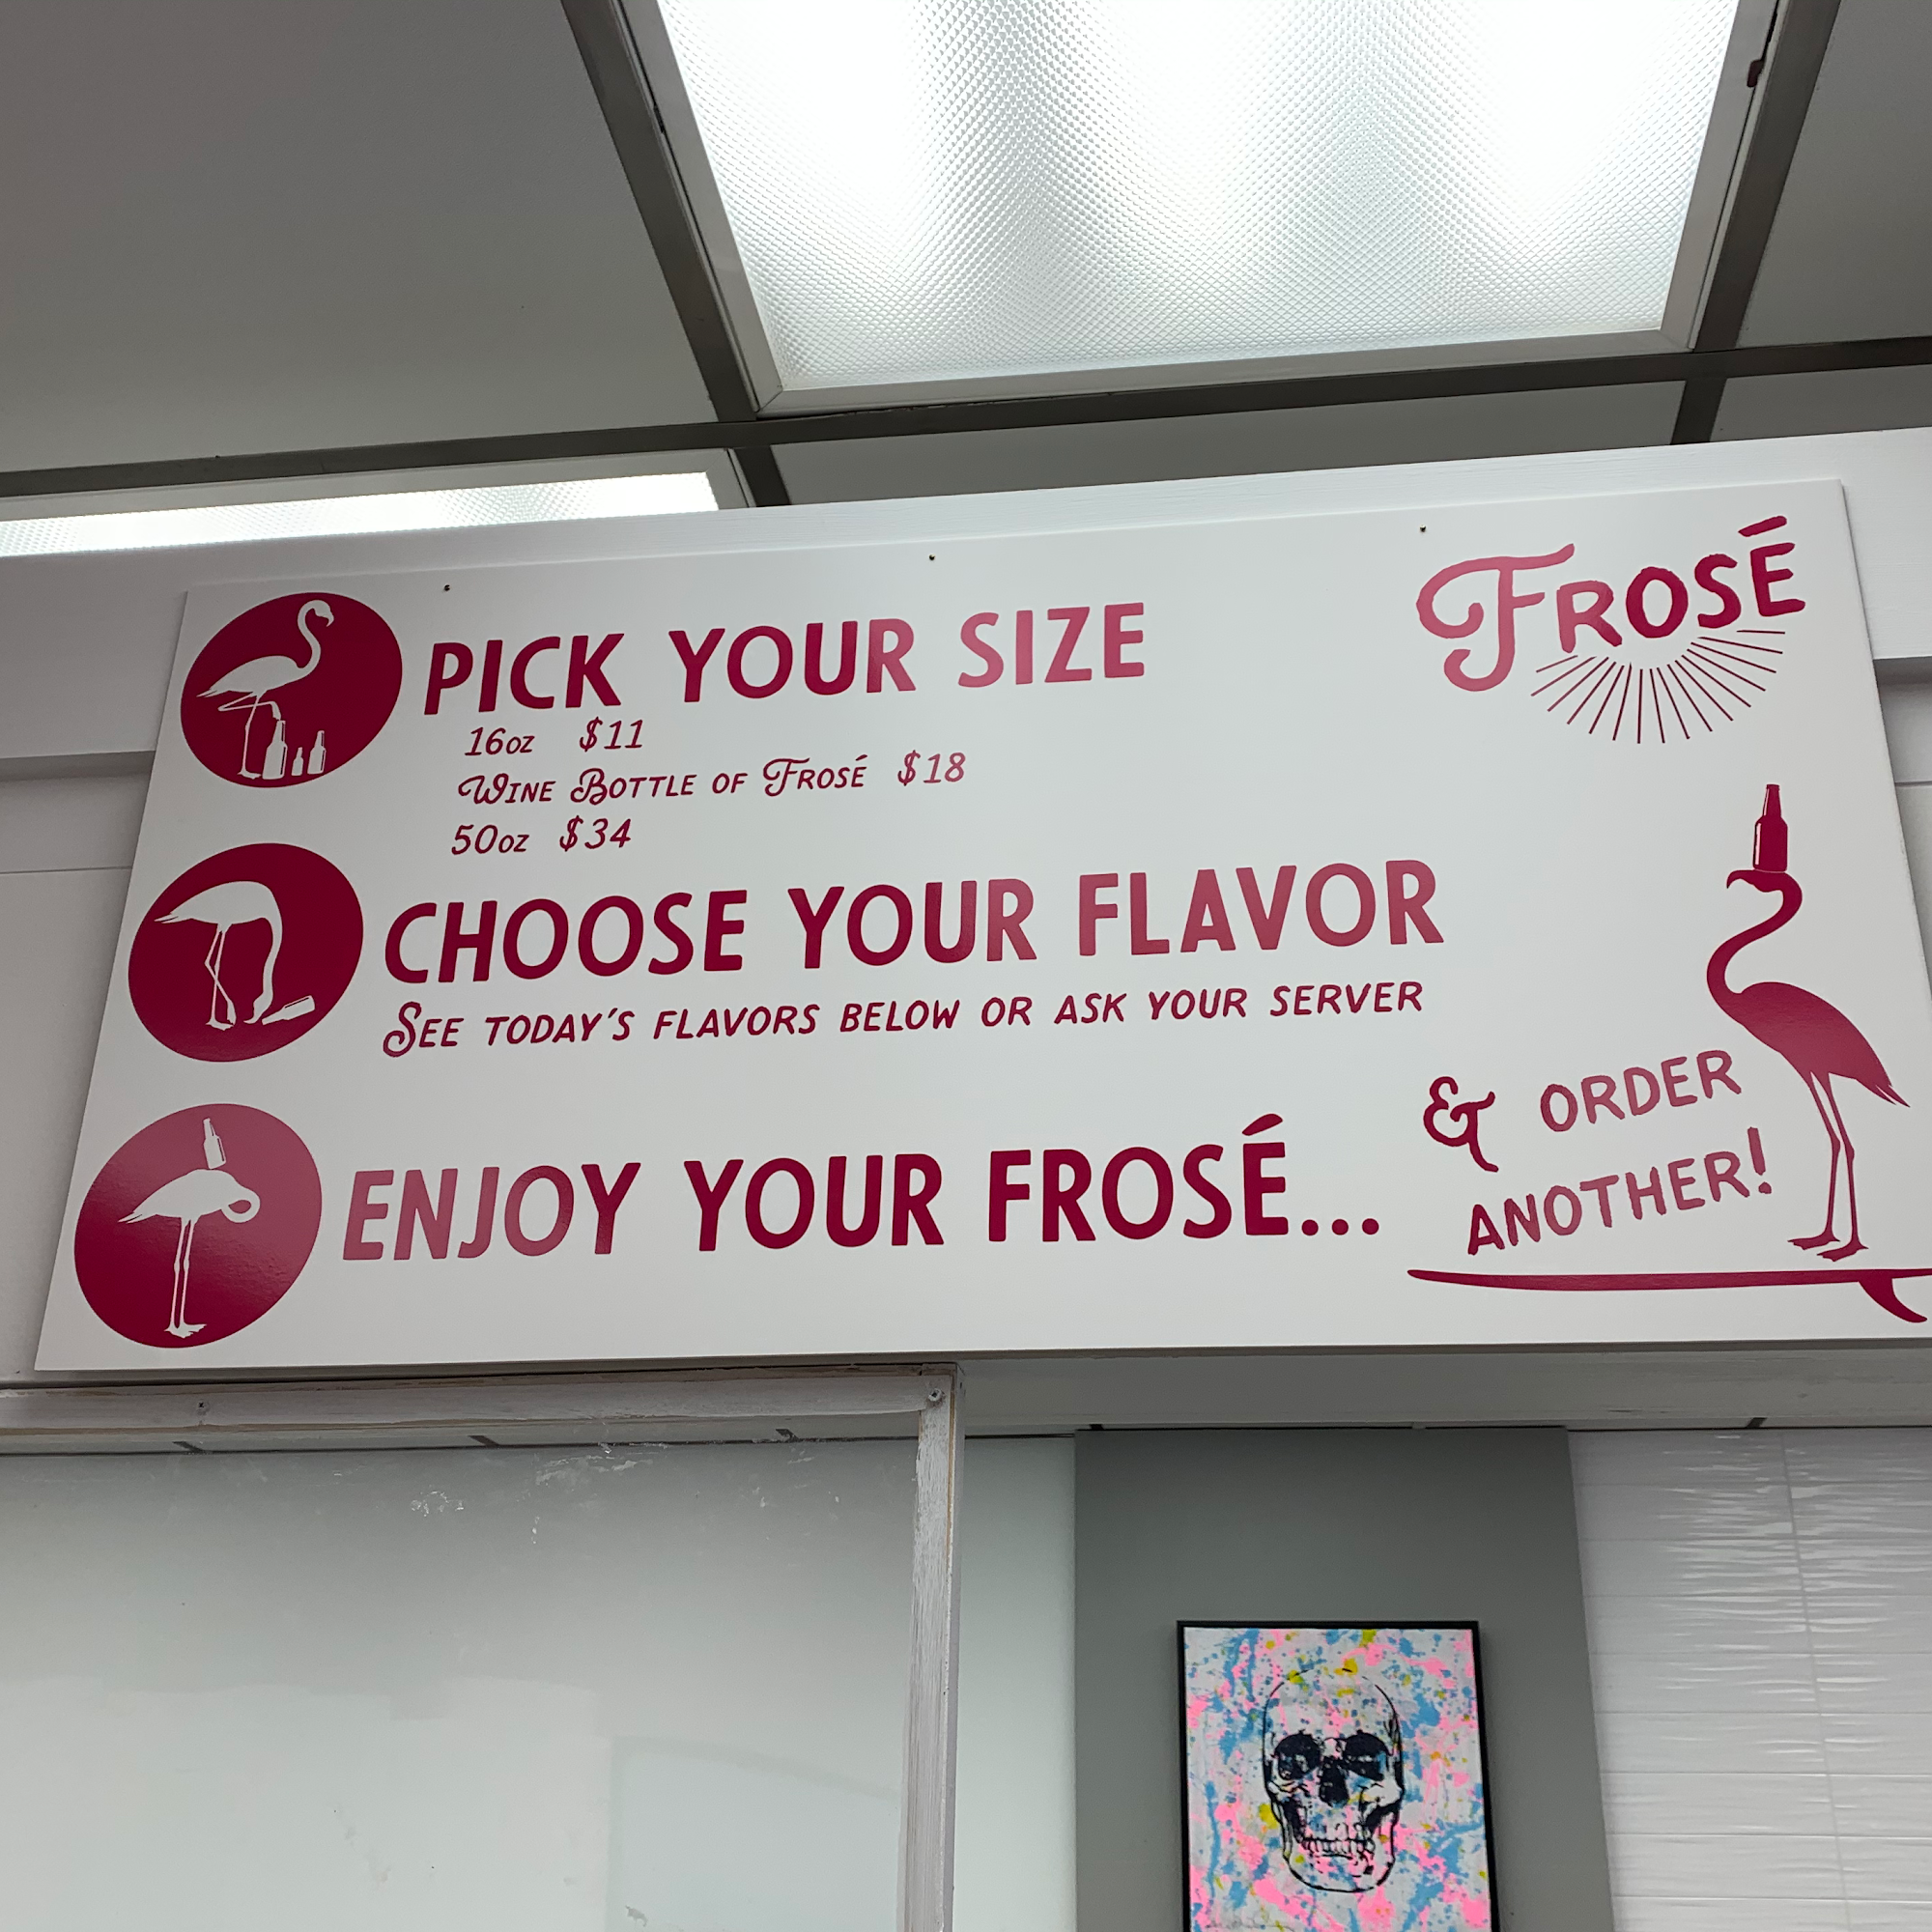 FROSÉ
PICK YOUR SIZE
16oz $11
WINE BOTTLE OF FROSÉ $18
50oz $34
CHOOSE YOUR FLAVOR
SEE TODAY'S FLAVORS BELOW OR ASK YOUR SERVER
ENJOY YOUR FROSÉ...
& ORDER
ANOTHER!